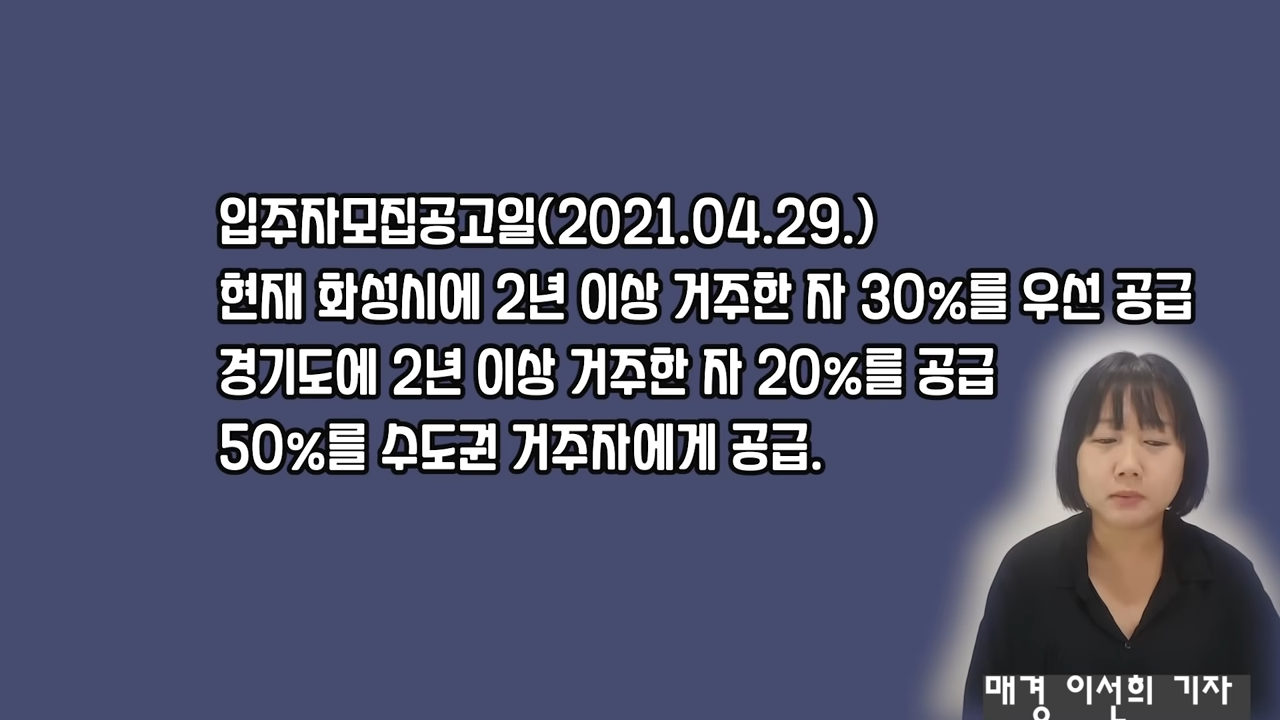 입주자모집공고일(2021.04.29.)
현재 화성시에 2년 이상 거주한 자 30%를 우선 공급
경기도에 2년 이상 거주한 자 20%를 공급
50%를 수도권 거주자에게 공급.
매경 이선희 기자